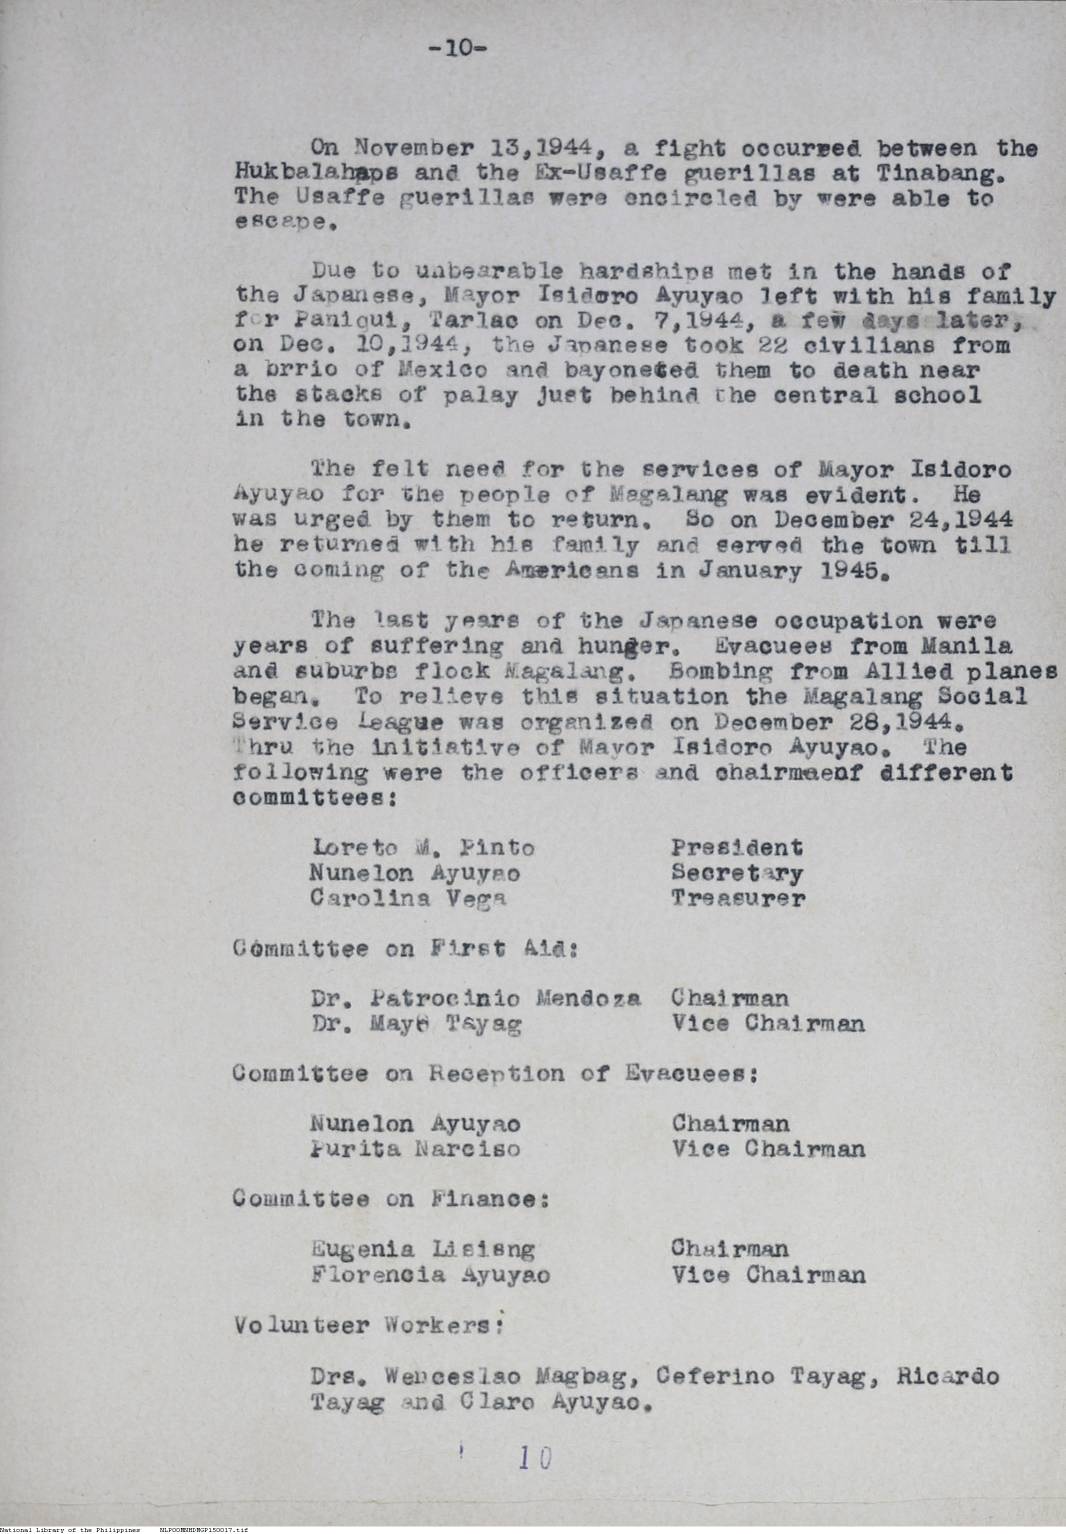 -10-
On November 13,1944, a fight occurred between the
Hukbalahaps and the Ex-Usaffe guerillas at Tinabang.
The Usaffe guerillas were encircled by were able to
escape.
Due to unbearable hardships met in the hands of
the Japanese, Mayor Isidoro Ayuyao left with his family
for Paniqui, Tarlac on Dec. 7,1944, a few days later,
on Dec. 10,1944, the Japanese took 22 civilians from
a brrio of Mexico and bayoneted them to death near
the stacks of palay just behind the central school
in the town.
The felt need for the services of Mayor Isidoro
Ayuyao for the people of Magalang was evident. He
was urged by them to return. So on December 24,1944
he returned with his family and served the town till
the coming of the Americans in January 1945.
The last years of the Japanese occupation were
years of suffering and hunger. Evacuees from Manila
and suburbs flock Magalang. Bombing from Allied planes
began. To relieve this situation the Magalang Social
Service League was organized on December 28,1944.
Thru the initiative of Mayor Isidoro Ayuyao. The
following were the officers and chairmaenf different
committees:
Loreto M. Pinto President
Nunelon Ayuyao Secretary
Carolina Vega Treasurer
Committee on First Aid:
Dr. Patrocinio Mendoza Chairman
Dr. Tayag Vice Chairman
Committee on Reception of Evacuees:
Nunelon Ayuyao Chairman
Purita Narciso Vice Chairman
Committee on Finance:
Eugenia Chairman
Florencia Ayuyao Vice Chairman
Volunteer Workers:
Drs. Wenceslao Magbag, Ceferino Tayag, Ricardo
Tayag and Claro Ayuyao.
10
National Library of the Philippines NLPOOMNHDMGP150017.tif